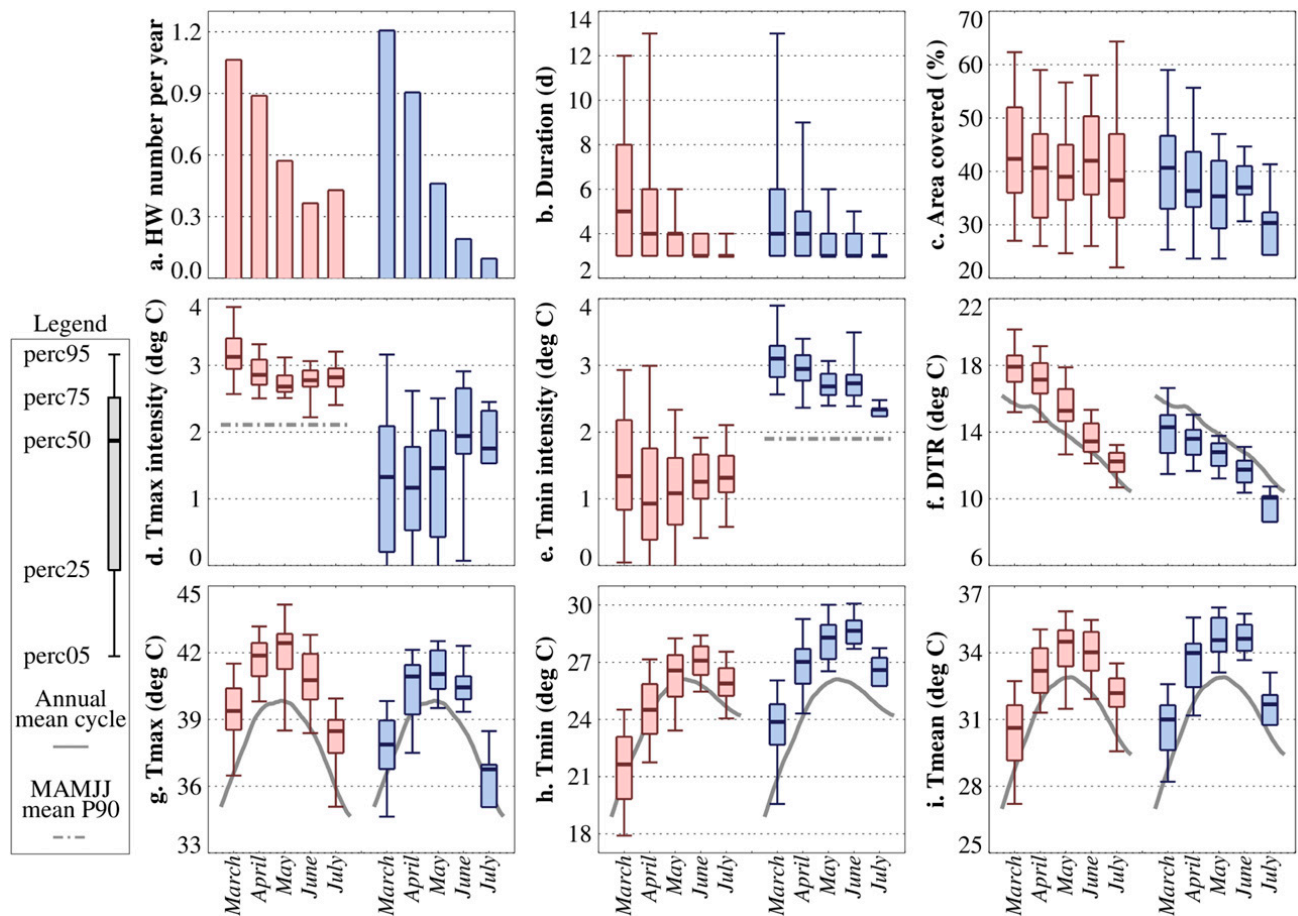 a. HW number per year
1.2
0.9
0.6
0.3
0.0
b. Duration (d)
14
12
10
8
6
4
2
c. Area covered (%)
70
60
50
40
30
20
Legend
perc95
perc75
perc50
perc25
perc05
Annual
mean cycle
MAMJJ
mean P90
d. Tmax intensity (deg C)
4
3
2
1
0
e. Tmin intensity (deg C)
4
3
2
1
0
f. DTR (deg C)
22
18
14
10
6
g. Tmax (deg C)
45
42
39
36
33
h. Tmin (deg C)
30
27
24
21
18
i. Tmean (deg C)
37
34
31
28
25
March April May June July March April May June July
March April May June July March April May June July
March April May June July March April May June July